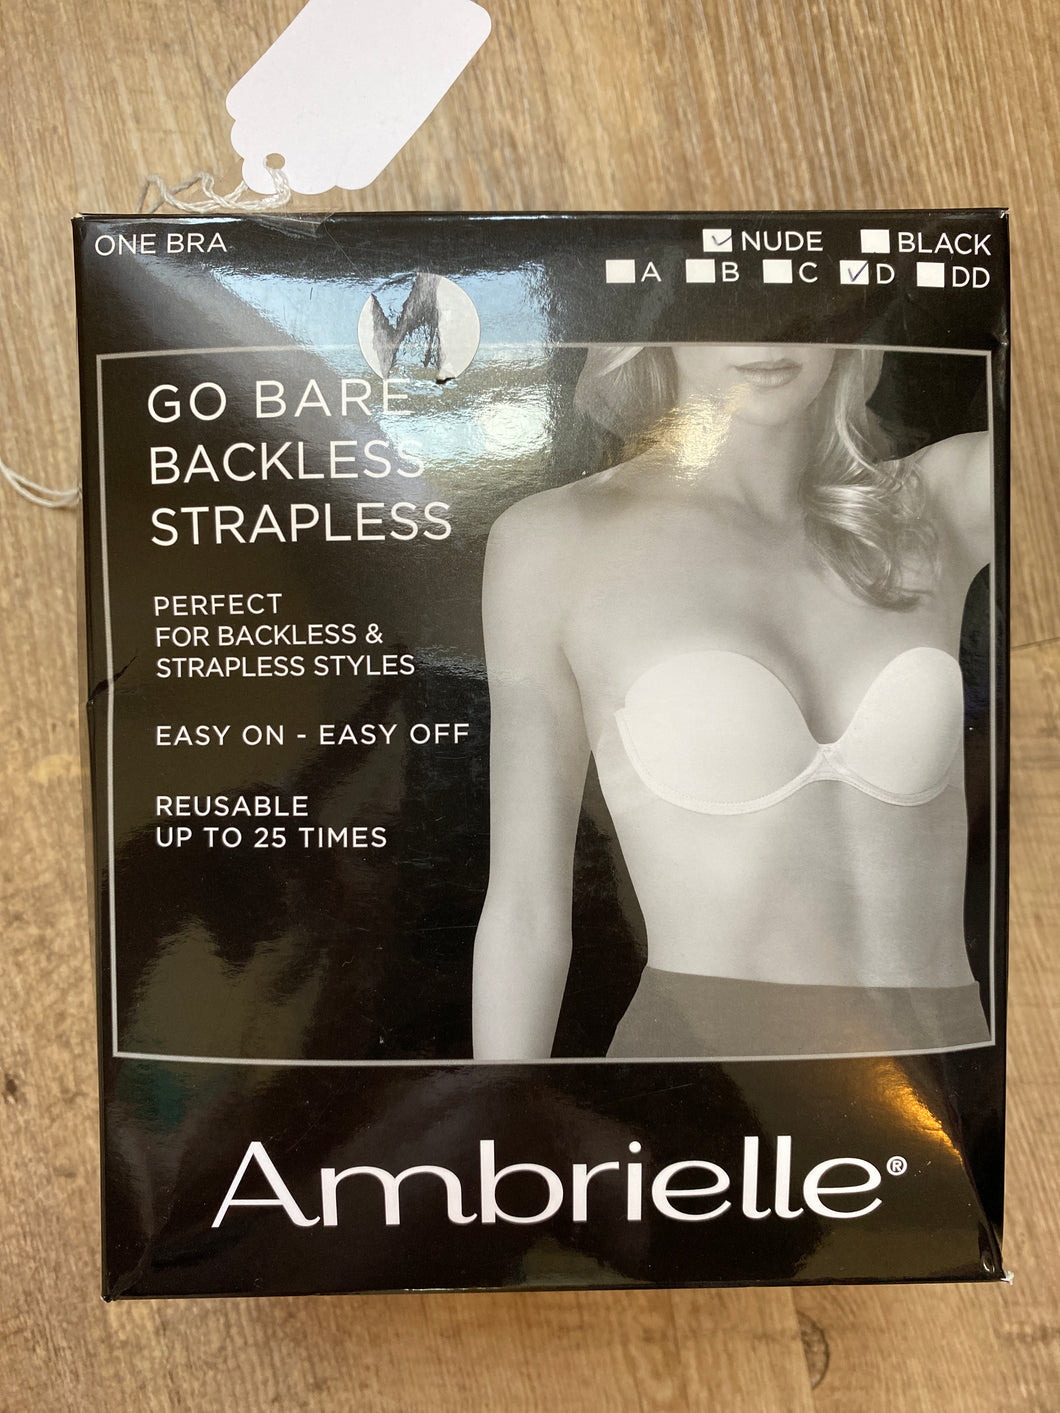 ONE BRA
NUDE BLACK
A B C D DD
GO BARE
BACKLESS
STRAPLESS
PERFECT
FOR BACKLESS &
STRAPLESS STYLES
EASY ON - EASY OFF
REUSABLE
UP TO 25 TIMES
Ambrielle®